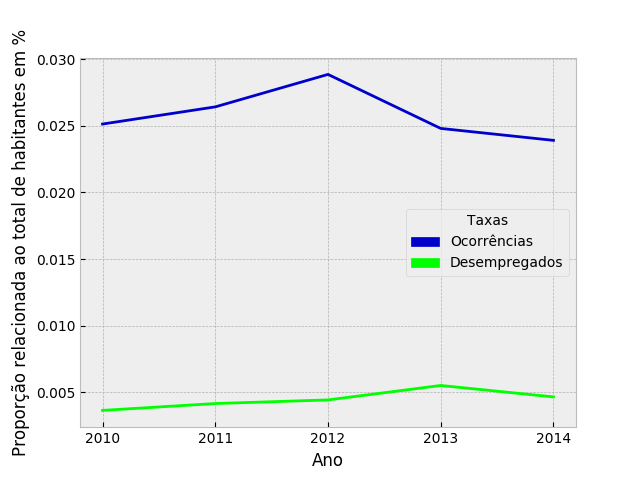 Proporção relacionada ao total de habitantes em %
0.030
0.025
0.020
0.015
0.010
0.005
Taxas
Ocorrências
Desempregados
2010 2011 2012 2013 2014
Ano